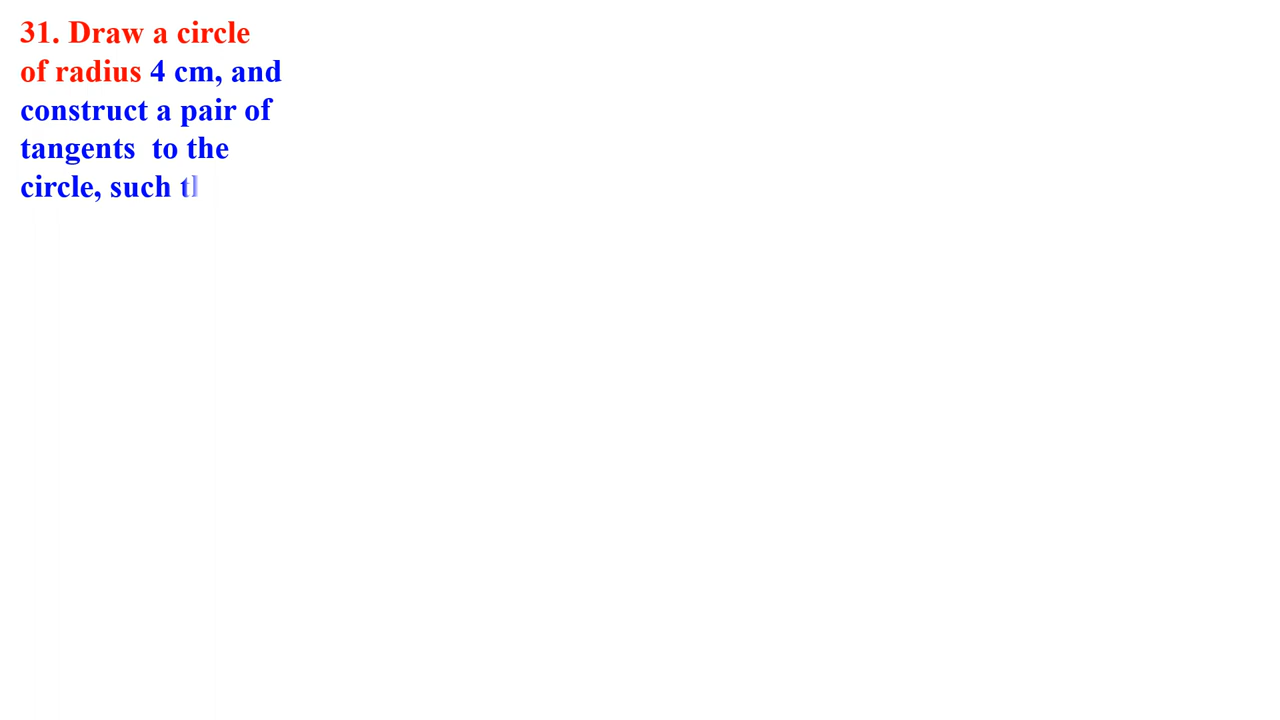 31. Draw a circle
of radius 4 cm, and
construct a pair of
tangents  to the
circle, such